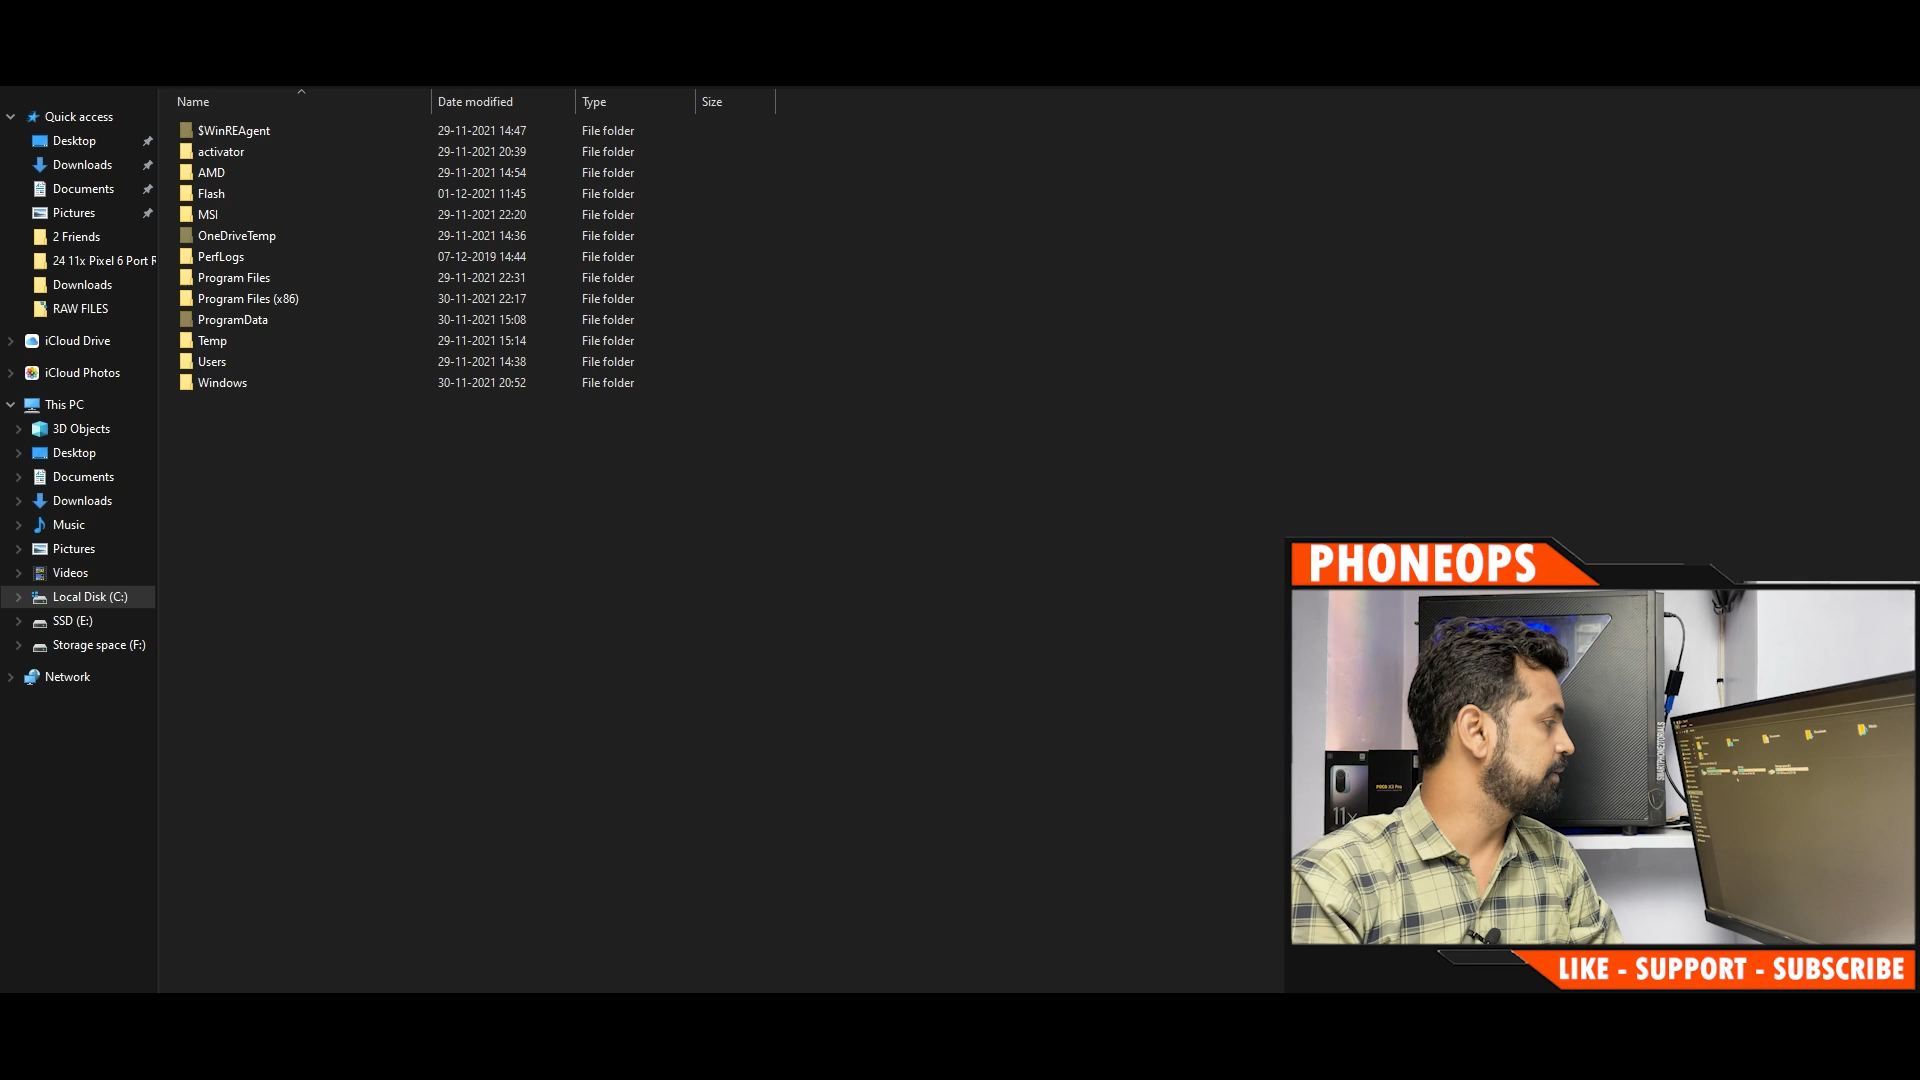 Name Date modified Type Size
Quick access
Desktop
Downloads
Documents
Pictures
2 Friends
24 11x Pixel 6 Port R
Downloads
RAW FILES
iCloud Drive
iCloud Photos
This PC
3D Objects
Desktop
Documents
Downloads
Music
Pictures
Videos
Local Disk (C:)
SSD (E:)
Storage space (F:)
Network
$WinREAgent 29-11-2021 14:47 File folder
activator 29-11-2021 20:39 File folder
AMD 29-11-2021 14:54 File folder
Flash 01-12-2021 11:45 File folder
MSI 29-11-2021 22:20 File folder
OneDriveTemp 29-11-2021 14:36 File folder
PerfLogs 07-12-2019 14:44 File folder
Program Files 29-11-2021 22:31 File folder
Program Files (x86) 30-11-2021 22:17 File folder
ProgramData 30-11-2021 15:08 File folder
Temp 29-11-2021 15:14 File folder
Users 29-11-2021 14:38 File folder
Windows 30-11-2021 20:52 File folder
PHONEOPS
SMARTPHONE2TORIALS
POCO X3 Pro
11x
LIKE - SUPPORT - SUBSCRIBE